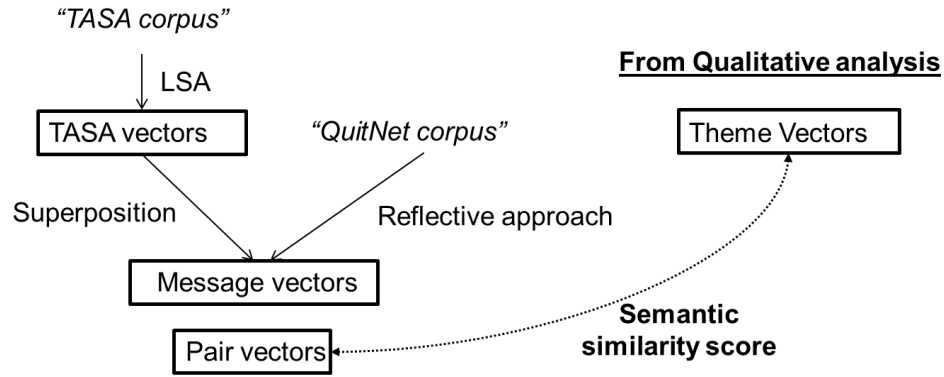 “TASA corpus”
LSA
From Qualitative analysis
TASA vectors
“QuitNet corpus”
Theme Vectors
Superposition
Reflective approach
Message vectors
Semantic
similarity score
Pair vectors